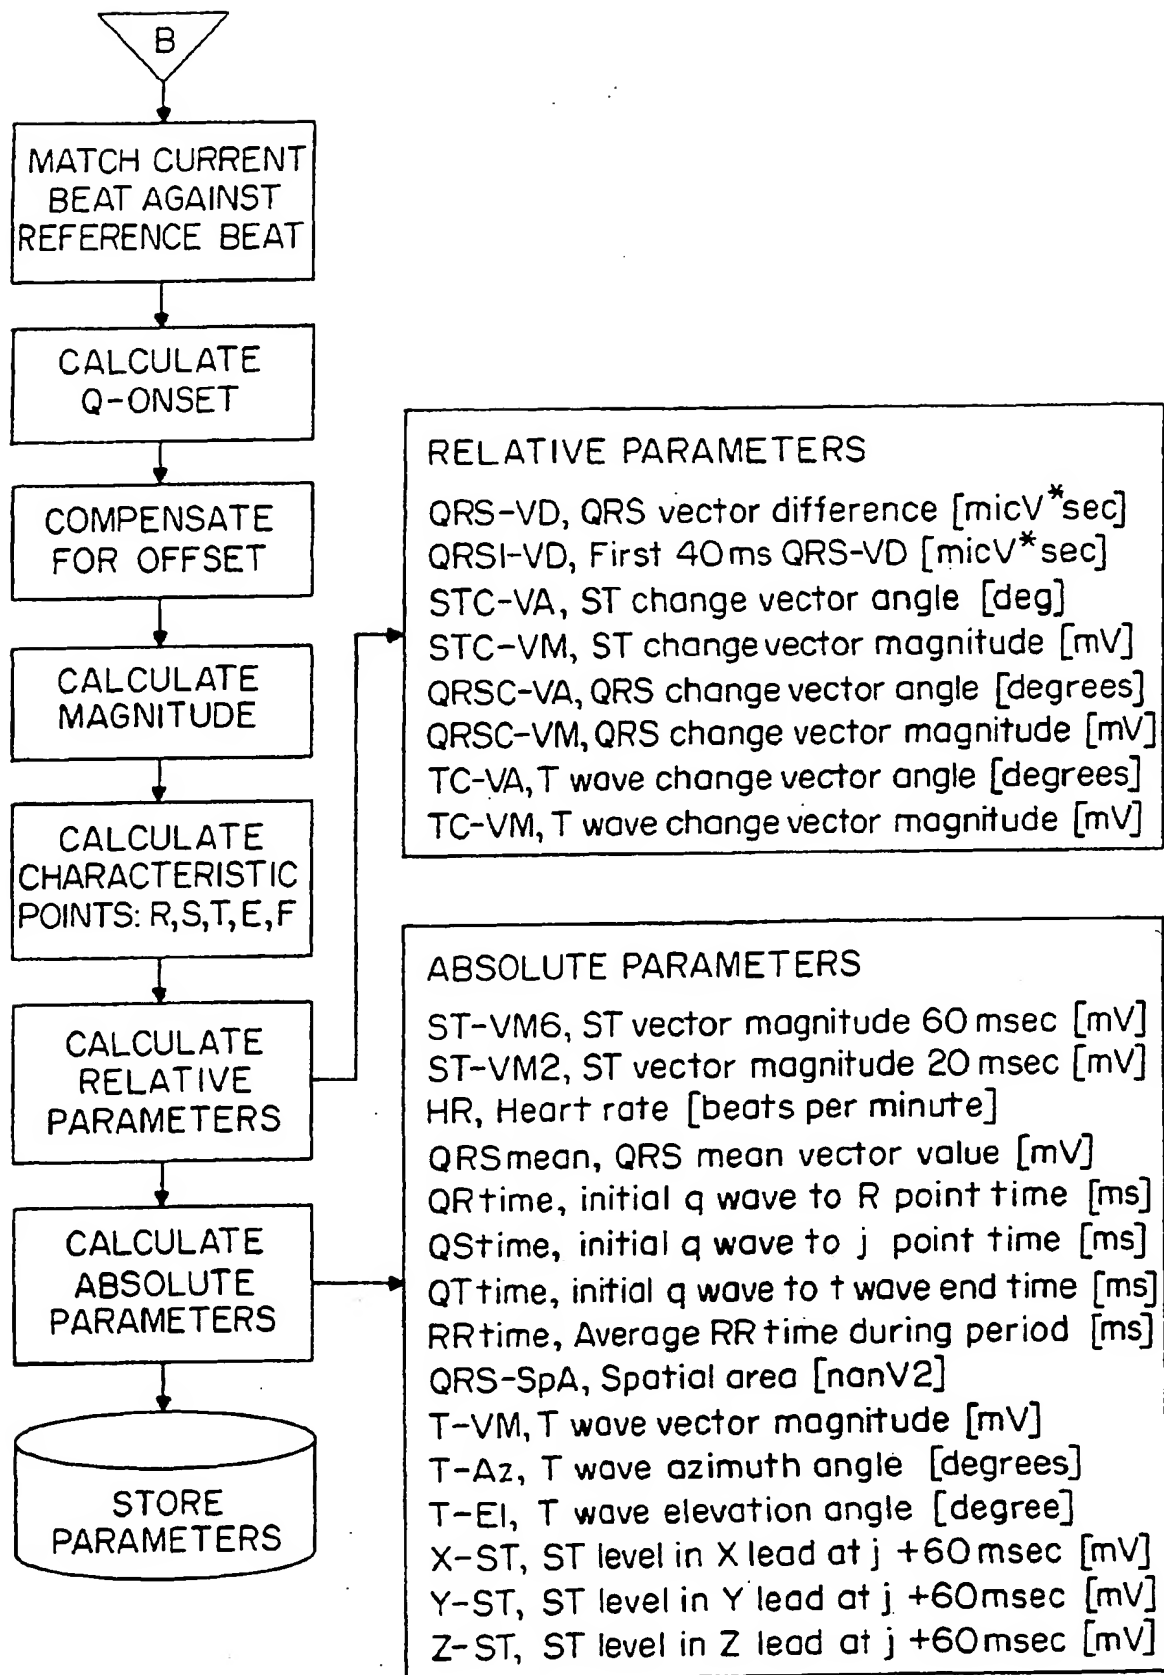 B
MATCH CURRENT
BEAT AGAINST
REFERENCE BEAT
CALCULATE
Q-ONSET
COMPENSATE
FOR OFFSET
CALCULATE
MAGNITUDE
CALCULATE
CHARACTERISTIC
POINTS: R,S,T,E,F
CALCULATE
RELATIVE
PARAMETERS
CALCULATE
ABSOLUTE
PARAMETERS
STORE
PARAMETERS
RELATIVE PARAMETERS
QRS-VD, QRS vector difference [micV*sec]
QRSI-VD, First 40ms QRS-VD [micV*sec]
STC-VA, ST change vector angle [deg]
STC-VM, ST change vector magnitude [mV]
QRSC-VA, QRS change vector angle [degrees]
QRSC-VM, QRS change vector magnitude [mV]
TC-VA, T wave change vector angle [degrees]
TC-VM, T wave change vector magnitude [mV]
ABSOLUTE PARAMETERS
ST-VM6, ST vector magnitude 60 msec [mV]
ST-VM2, ST vector magnitude 20 msec [mV]
HR, Heart rate [beats per minute]
QRSmean, QRS mean vector value [mV]
QRtime, initial q wave to R point time [ms]
QStime, initial q wave to j point time [ms]
QTtime, initial q wave to t wave end time [ms]
RRtime, Average RR time during period [ms]
QRS-SpA, Spatial area [nanV2]
T-VM, T wave vector magnitude [mV]
T-Az, T wave azimuth angle [degrees]
T-El, T wave elevation angle [degree]
X-ST, ST level in X lead at j +60msec [mV]
Y-ST, ST level in Y lead at j +60msec [mV]
Z-ST, ST level in Z lead at j +60msec [mV]